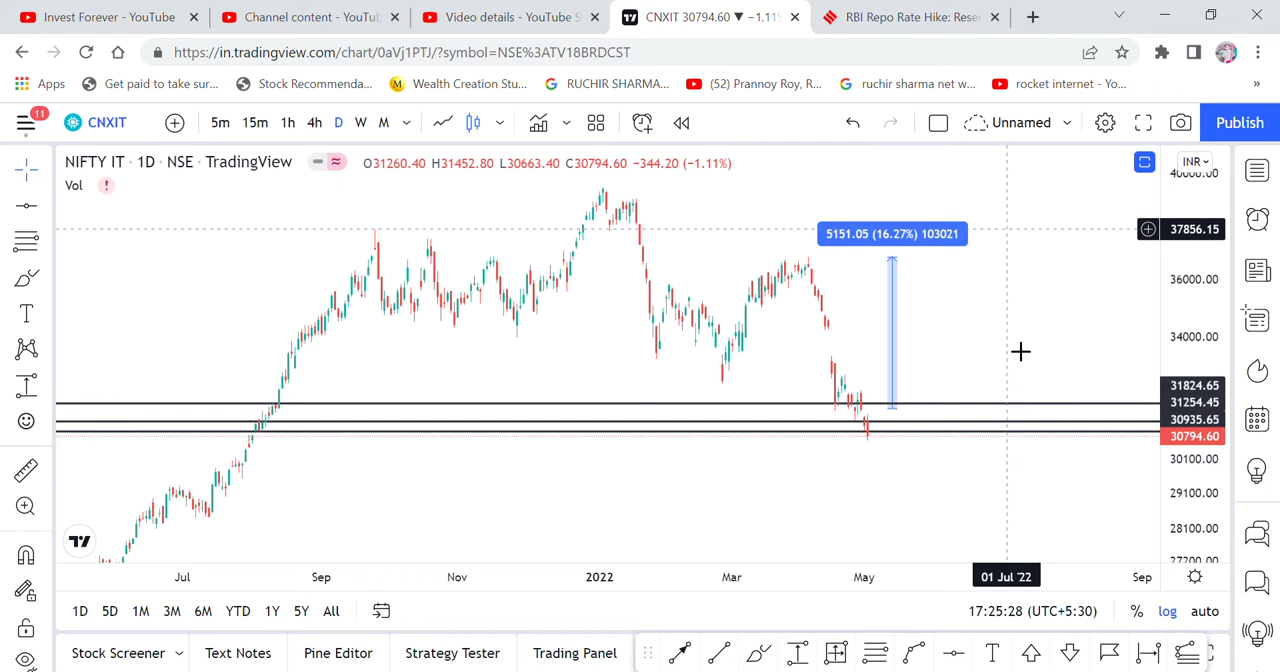 Invest Forever - YouTube
Channel content - YouTub
Video details - YouTube S
CNXIT 30794.60 ▼ −1.11%
RBI Repo Rate Hike: Reser
https://in.tradingview.com/chart/0aVj1PTJ/?symbol=NSE%3ATV18BRDCST
Apps
Get paid to take sur...
Stock Recommenda...
Wealth Creation Stu...
RUCHIR SHARMA...
(52) Prannoy Roy, R...
ruchir sharma net w...
rocket internet - Yo...
»
11
CNXIT
5m 15m 1h 4h D W M
Unnamed
Publish
NIFTY IT · 1D · NSE · TradingView
O31260.40 H31452.80 L30663.40 C30794.60 −344.20 (−1.11%)
INR
Vol
40000.00
5151.05 (16.27%) 103021
37856.15
36000.00
34000.00
31824.65
31254.45
30935.65
30794.60
30100.00
29100.00
28100.00
27200.00
Jul Sep Nov 2022 Mar May 01 Jul '22 Sep
1D 5D 1M 3M 6M YTD 1Y 5Y All
17:25:28 (UTC+5:30)
% log auto
Stock Screener
Text Notes
Pine Editor
Strategy Tester
Trading Panel